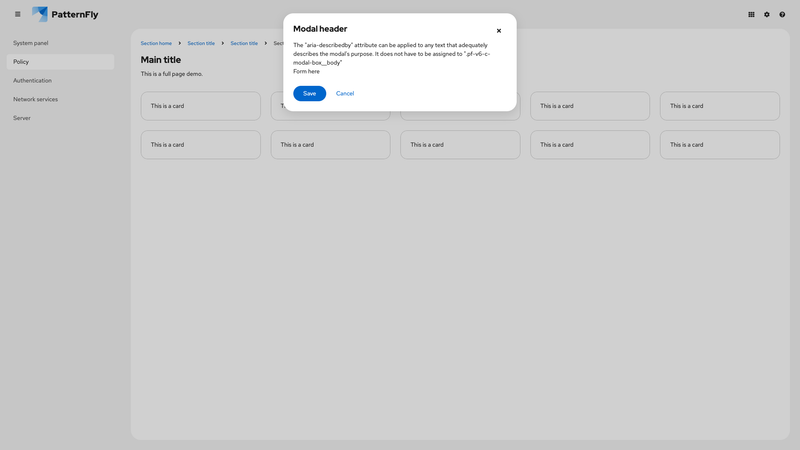 PatternFly
System panel
Policy
Authentication
Network services
Server
Section home
Section title
Section title
Main title
This is a full page demo.
This is a card
This is a card
This is a card
This is a card
This is a card
This is a card
This is a card
This is a card
Modal header
The "aria-describedby" attribute can be applied to any text that adequately
describes the modal's purpose. It does not have to be assigned to ".pf-v6-c-
modal-box__body"
Form here
Save
Cancel